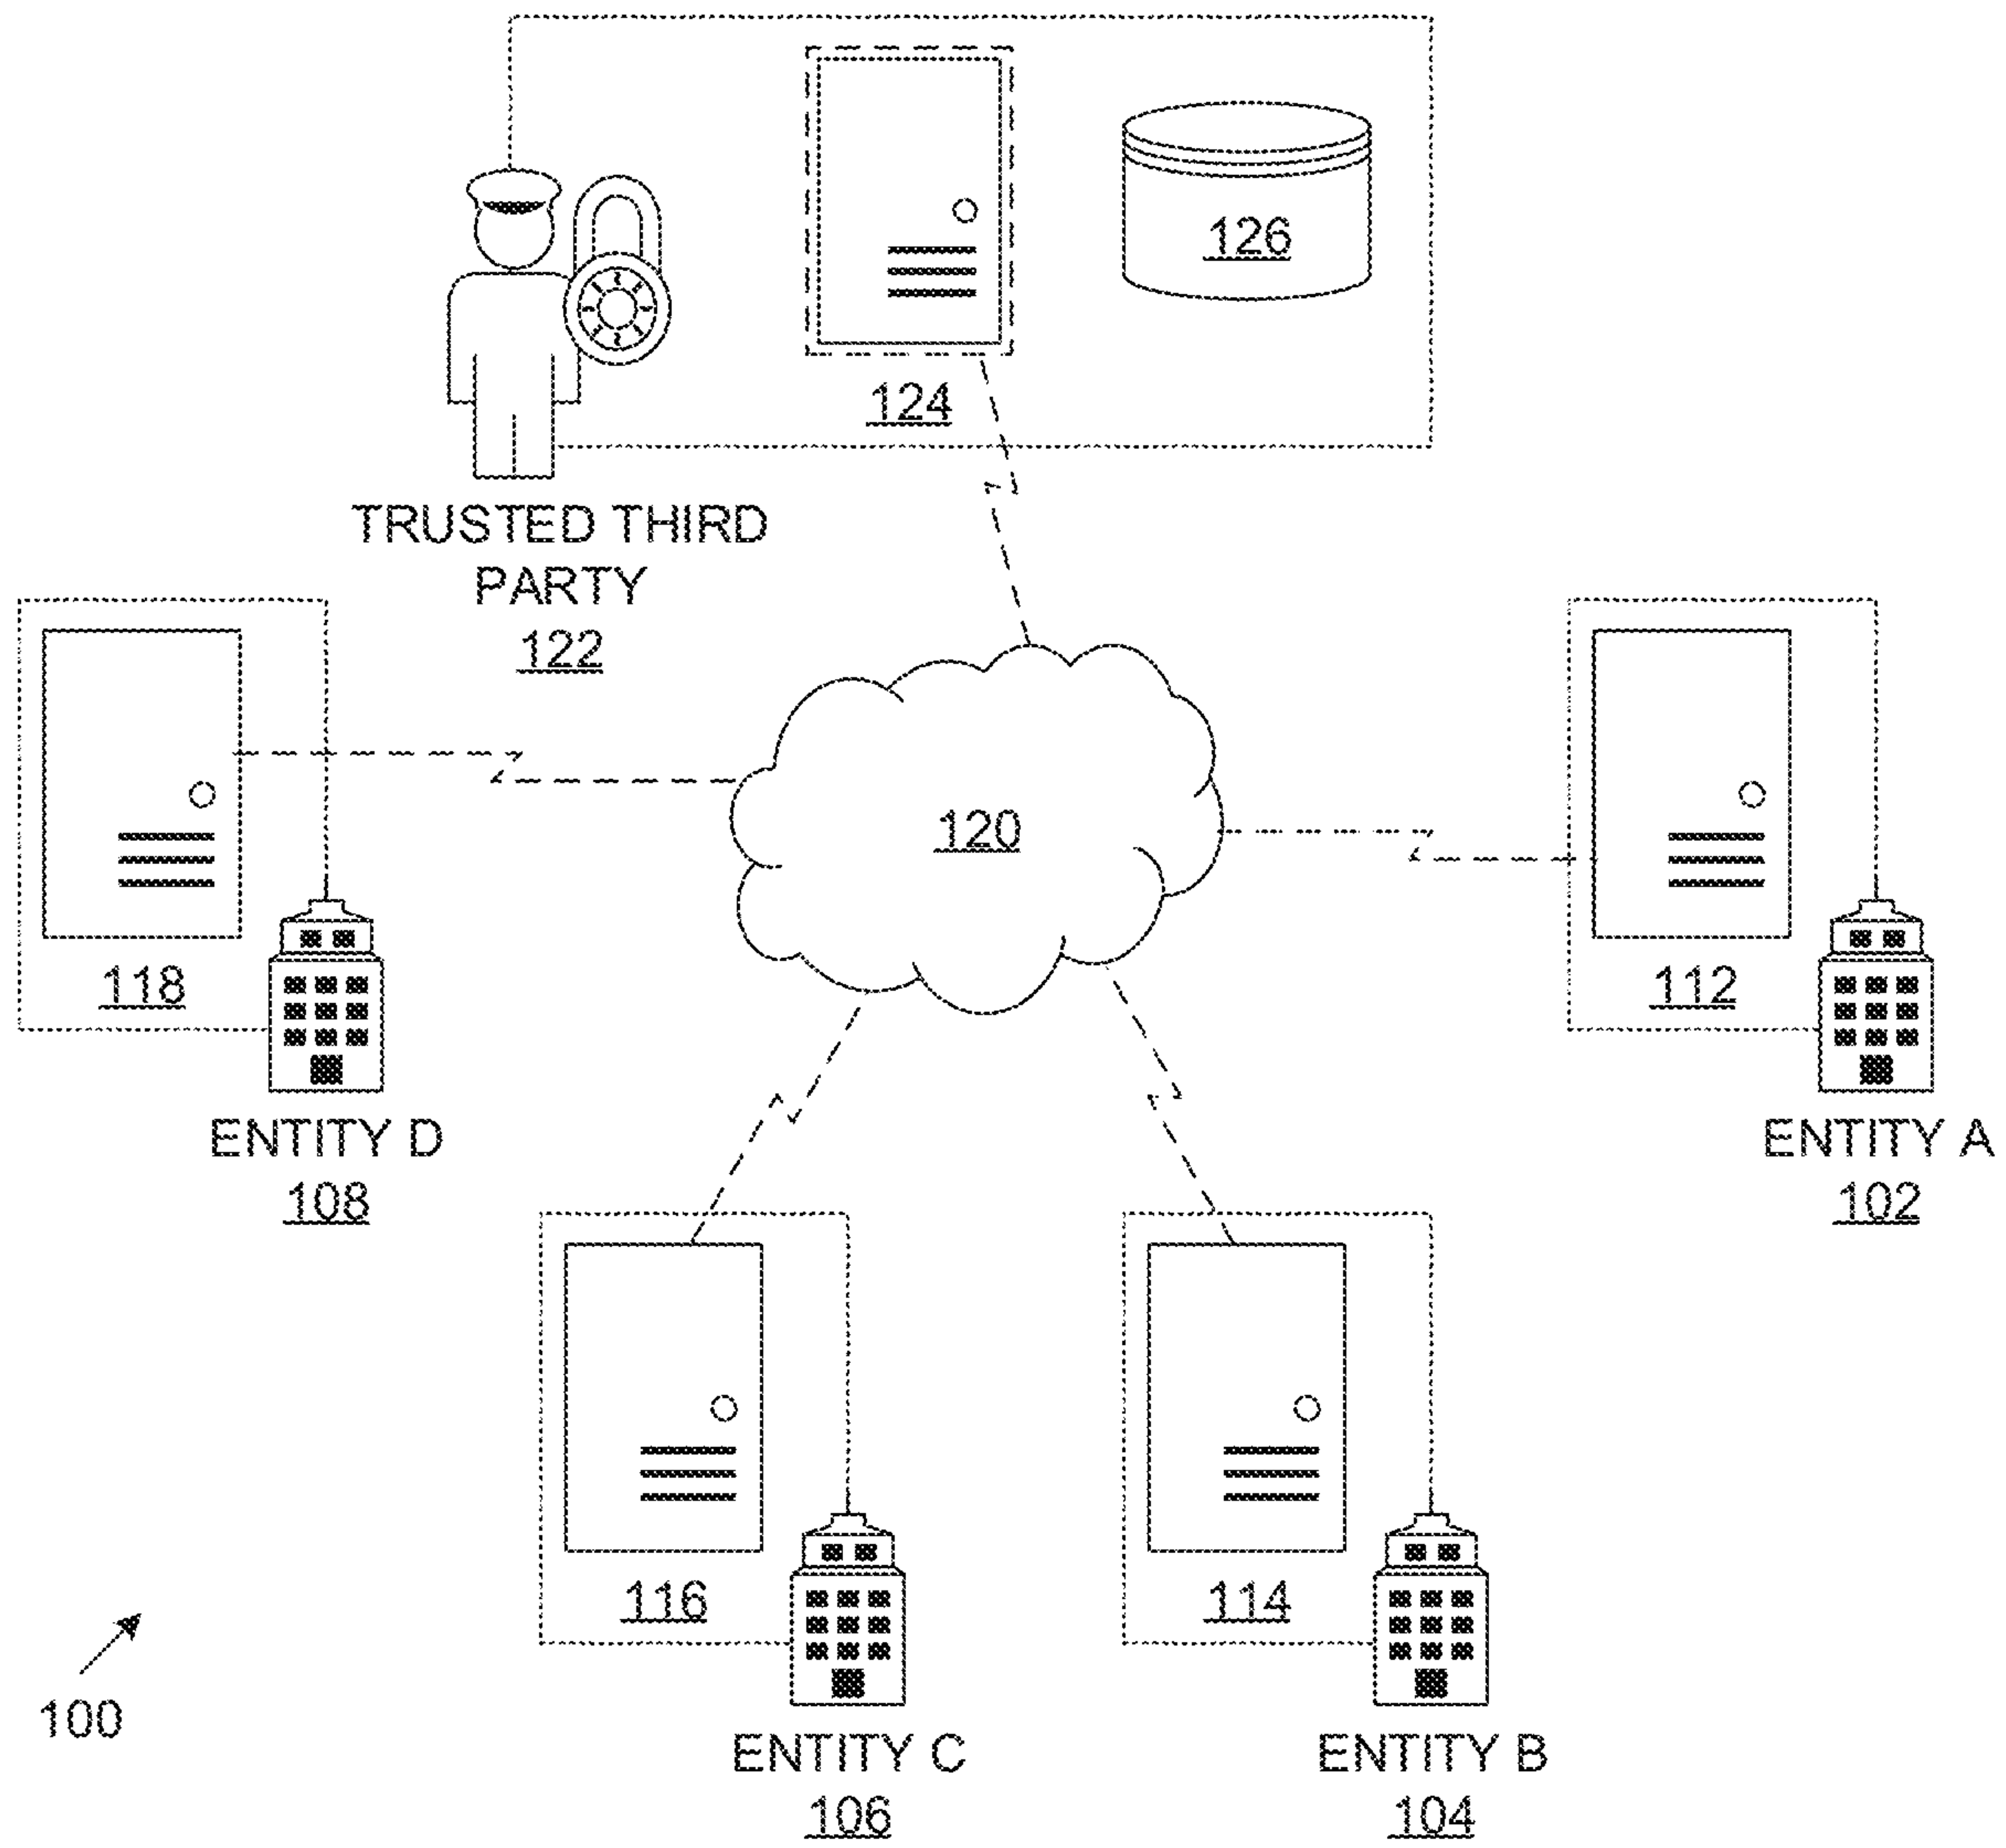 126
124
TRUSTED THIRD
PARTY
122
120
118
112
ENTITY D
108
ENTITY A
102
116
114
100
ENTITY C
106
ENTITY B
104